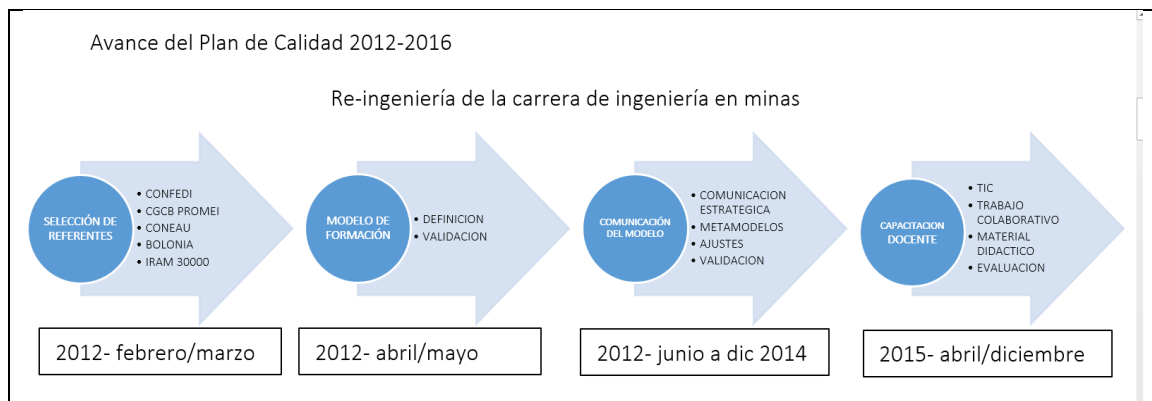 Avance del Plan de Calidad 2012-2016
Re-ingeniería de la carrera de ingeniería en minas
SELECCIÓN DE
REFERENTES
• CONFEDI
• CGCB PROMEI
• CONEAU
• BOLONIA
• IRAM 30000
MODELO DE
FORMACIÓN
• DEFINICION
• VALIDACION
COMUNICACIÓN
DEL MODELO
• COMUNICACION
ESTRATEGICA
• METAMODELOS
• AJUSTES
• VALIDACION
CAPACITACION
DOCENTE
• TIC
• TRABAJO
COLABORATIVO
• MATERIAL
DIDACTICO
• EVALUACION
2012- febrero/marzo
2012- abril/mayo
2012- junio a dic 2014
2015- abril/diciembre